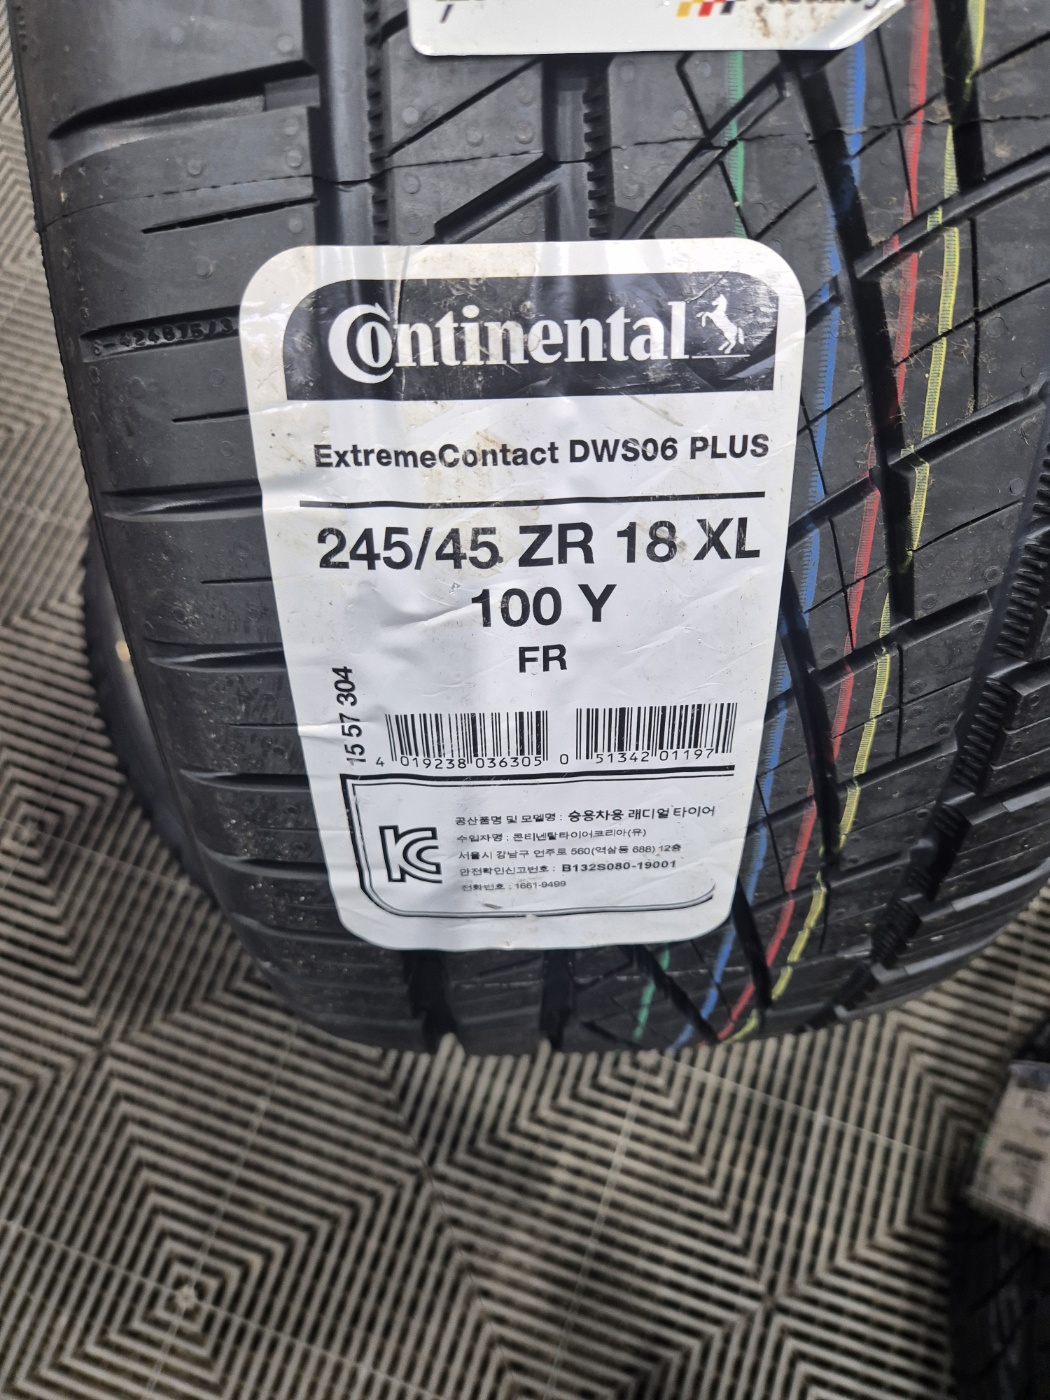 Continental
ExtremeContact DWS06 PLUS
245/45 ZR 18 XL
100 Y
FR
15 57 304
4 019238 036305 0 51342 01197
공산품명 및 모델명 : 승용차용 래디얼 타이어
수입자명 : 콘티넨탈타이어코리아(유)
서울시 강남구 언주로 560(역삼동 688) 12층
안전확인신고번호 : B132S080-19001
전화번호 : 1661-9499